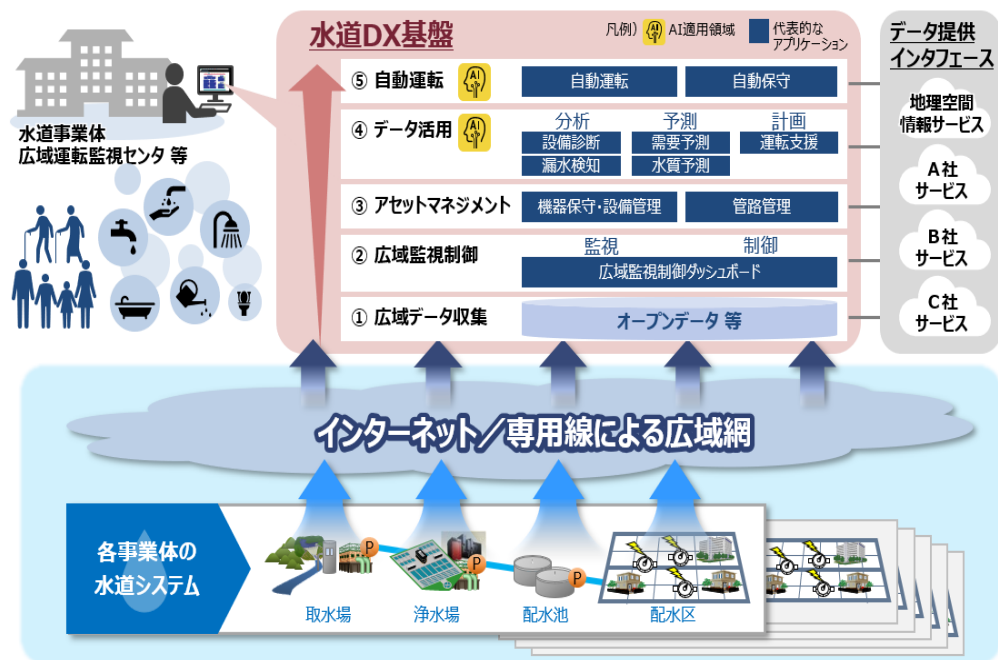 水道DX基盤
凡例） AI AI適用領域 代表的な
アプリケーション
⑤ 自動運転 AI 自動運転 自動保守
④ データ活用 AI 分析 予測 計画
設備診断 需要予測 運転支援
漏水検知 水質予測
③ アセットマネジメント 機器保守・設備管理 管路管理
② 広域監視制御 監視 制御
広域監視制御ダッシュボード
① 広域データ収集 オープンデータ 等
データ提供
インタフェース
地理空間
情報サービス
A社
サービス
B社
サービス
C社
サービス
水道事業体
広域運転監視センタ 等
インターネット／専用線による広域網
各事業体の
水道システム
P P P
取水場 浄水場 配水池 配水区